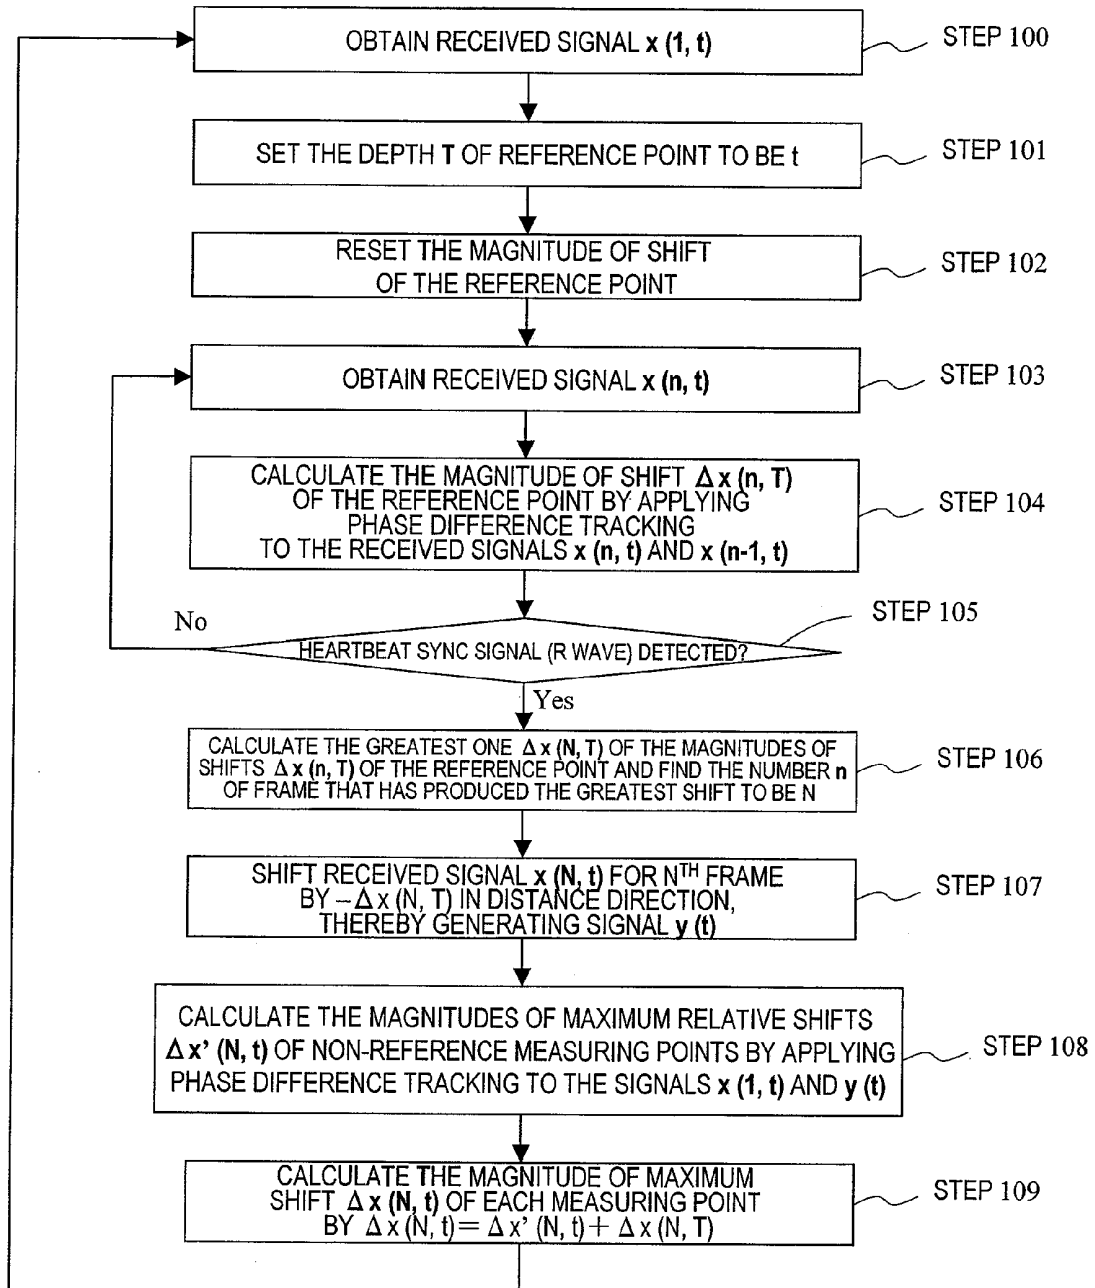 OBTAIN RECEIVED SIGNAL x (1, t)
STEP 100
SET THE DEPTH T OF REFERENCE POINT TO BE t
STEP 101
RESET THE MAGNITUDE OF SHIFT
OF THE REFERENCE POINT
STEP 102
OBTAIN RECEIVED SIGNAL x (n, t)
STEP 103
CALCULATE THE MAGNITUDE OF SHIFT Δx (n, T)
OF THE REFERENCE POINT BY APPLYING
PHASE DIFFERENCE TRACKING
TO THE RECEIVED SIGNALS x (n, t) AND x (n-1, t)
STEP 104
No
HEARTBEAT SYNC SIGNAL (R WAVE) DETECTED?
STEP 105
Yes
CALCULATE THE GREATEST ONE Δx (N, T) OF THE MAGNITUDES OF
SHIFTS Δx (n, T) OF THE REFERENCE POINT AND FIND THE NUMBER n
OF FRAME THAT HAS PRODUCED THE GREATEST SHIFT TO BE N
STEP 106
SHIFT RECEIVED SIGNAL x (N, t) FOR NTH FRAME
BY −Δx (N, T) IN DISTANCE DIRECTION,
THEREBY GENERATING SIGNAL y (t)
STEP 107
CALCULATE THE MAGNITUDES OF MAXIMUM RELATIVE SHIFTS
Δx' (N, t) OF NON-REFERENCE MEASURING POINTS BY APPLYING
PHASE DIFFERENCE TRACKING TO THE SIGNALS x (1, t) AND y (t)
STEP 108
CALCULATE THE MAGNITUDE OF MAXIMUM
SHIFT Δx (N, t) OF EACH MEASURING POINT
BY Δx (N, t) = Δx' (N, t) + Δx (N, T)
STEP 109